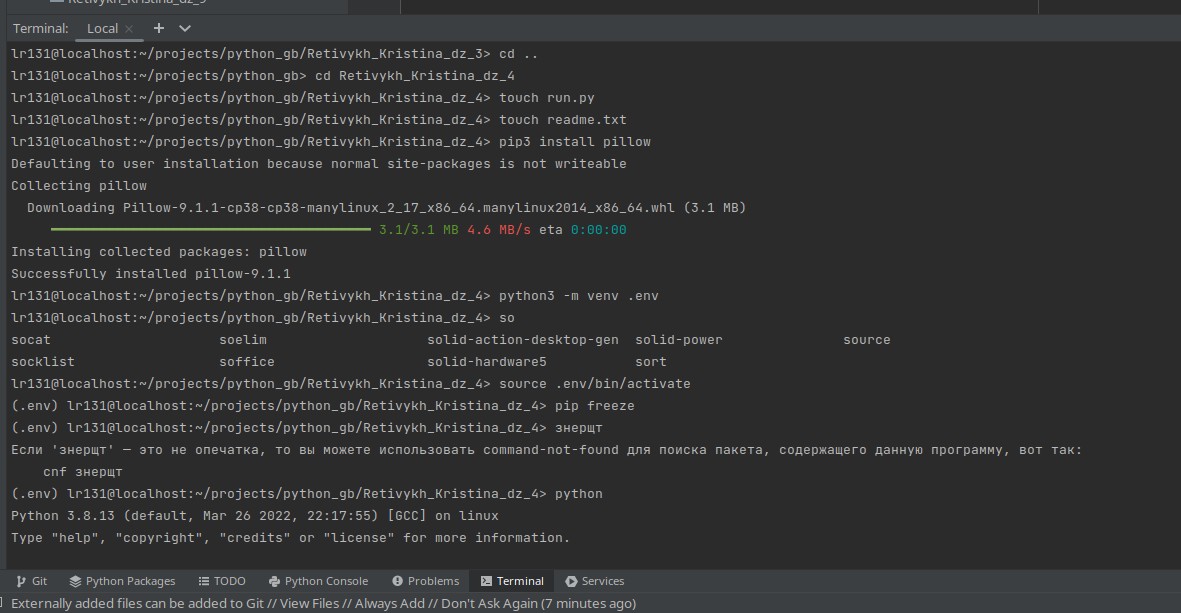 Retivykh_Kristina_dz_3
Terminal: Local × +
lr131@localhost:~/projects/python_gb/Retivykh_Kristina_dz_3> cd ..
lr131@localhost:~/projects/python_gb> cd Retivykh_Kristina_dz_4
lr131@localhost:~/projects/python_gb/Retivykh_Kristina_dz_4> touch run.py
lr131@localhost:~/projects/python_gb/Retivykh_Kristina_dz_4> touch readme.txt
lr131@localhost:~/projects/python_gb/Retivykh_Kristina_dz_4> pip3 install pillow
Defaulting to user installation because normal site-packages is not writeable
Collecting pillow
  Downloading Pillow-9.1.1-cp38-cp38-manylinux_2_17_x86_64.manylinux2014_x86_64.whl (3.1 MB)
3.1/3.1 MB 4.6 MB/s eta 0:00:00
Installing collected packages: pillow
Successfully installed pillow-9.1.1
lr131@localhost:~/projects/python_gb/Retivykh_Kristina_dz_4> python3 -m venv .env
lr131@localhost:~/projects/python_gb/Retivykh_Kristina_dz_4> so
socat soelim solid-action-desktop-gen solid-power source
socklist soffice solid-hardware5 sort
lr131@localhost:~/projects/python_gb/Retivykh_Kristina_dz_4> source .env/bin/activate
(.env) lr131@localhost:~/projects/python_gb/Retivykh_Kristina_dz_4> pip freeze
(.env) lr131@localhost:~/projects/python_gb/Retivykh_Kristina_dz_4> знерщт
Если 'знерщт' — это не опечатка, то вы можете использовать command-not-found для поиска пакета, содержащего данную программу, вот так:
    cnf знерщт
(.env) lr131@localhost:~/projects/python_gb/Retivykh_Kristina_dz_4> python
Python 3.8.13 (default, Mar 26 2022, 22:17:55) [GCC] on linux
Type "help", "copyright", "credits" or "license" for more information.
Git Python Packages TODO Python Console Problems Terminal Services
Externally added files can be added to Git // View Files // Always Add // Don't Ask Again (7 minutes ago)